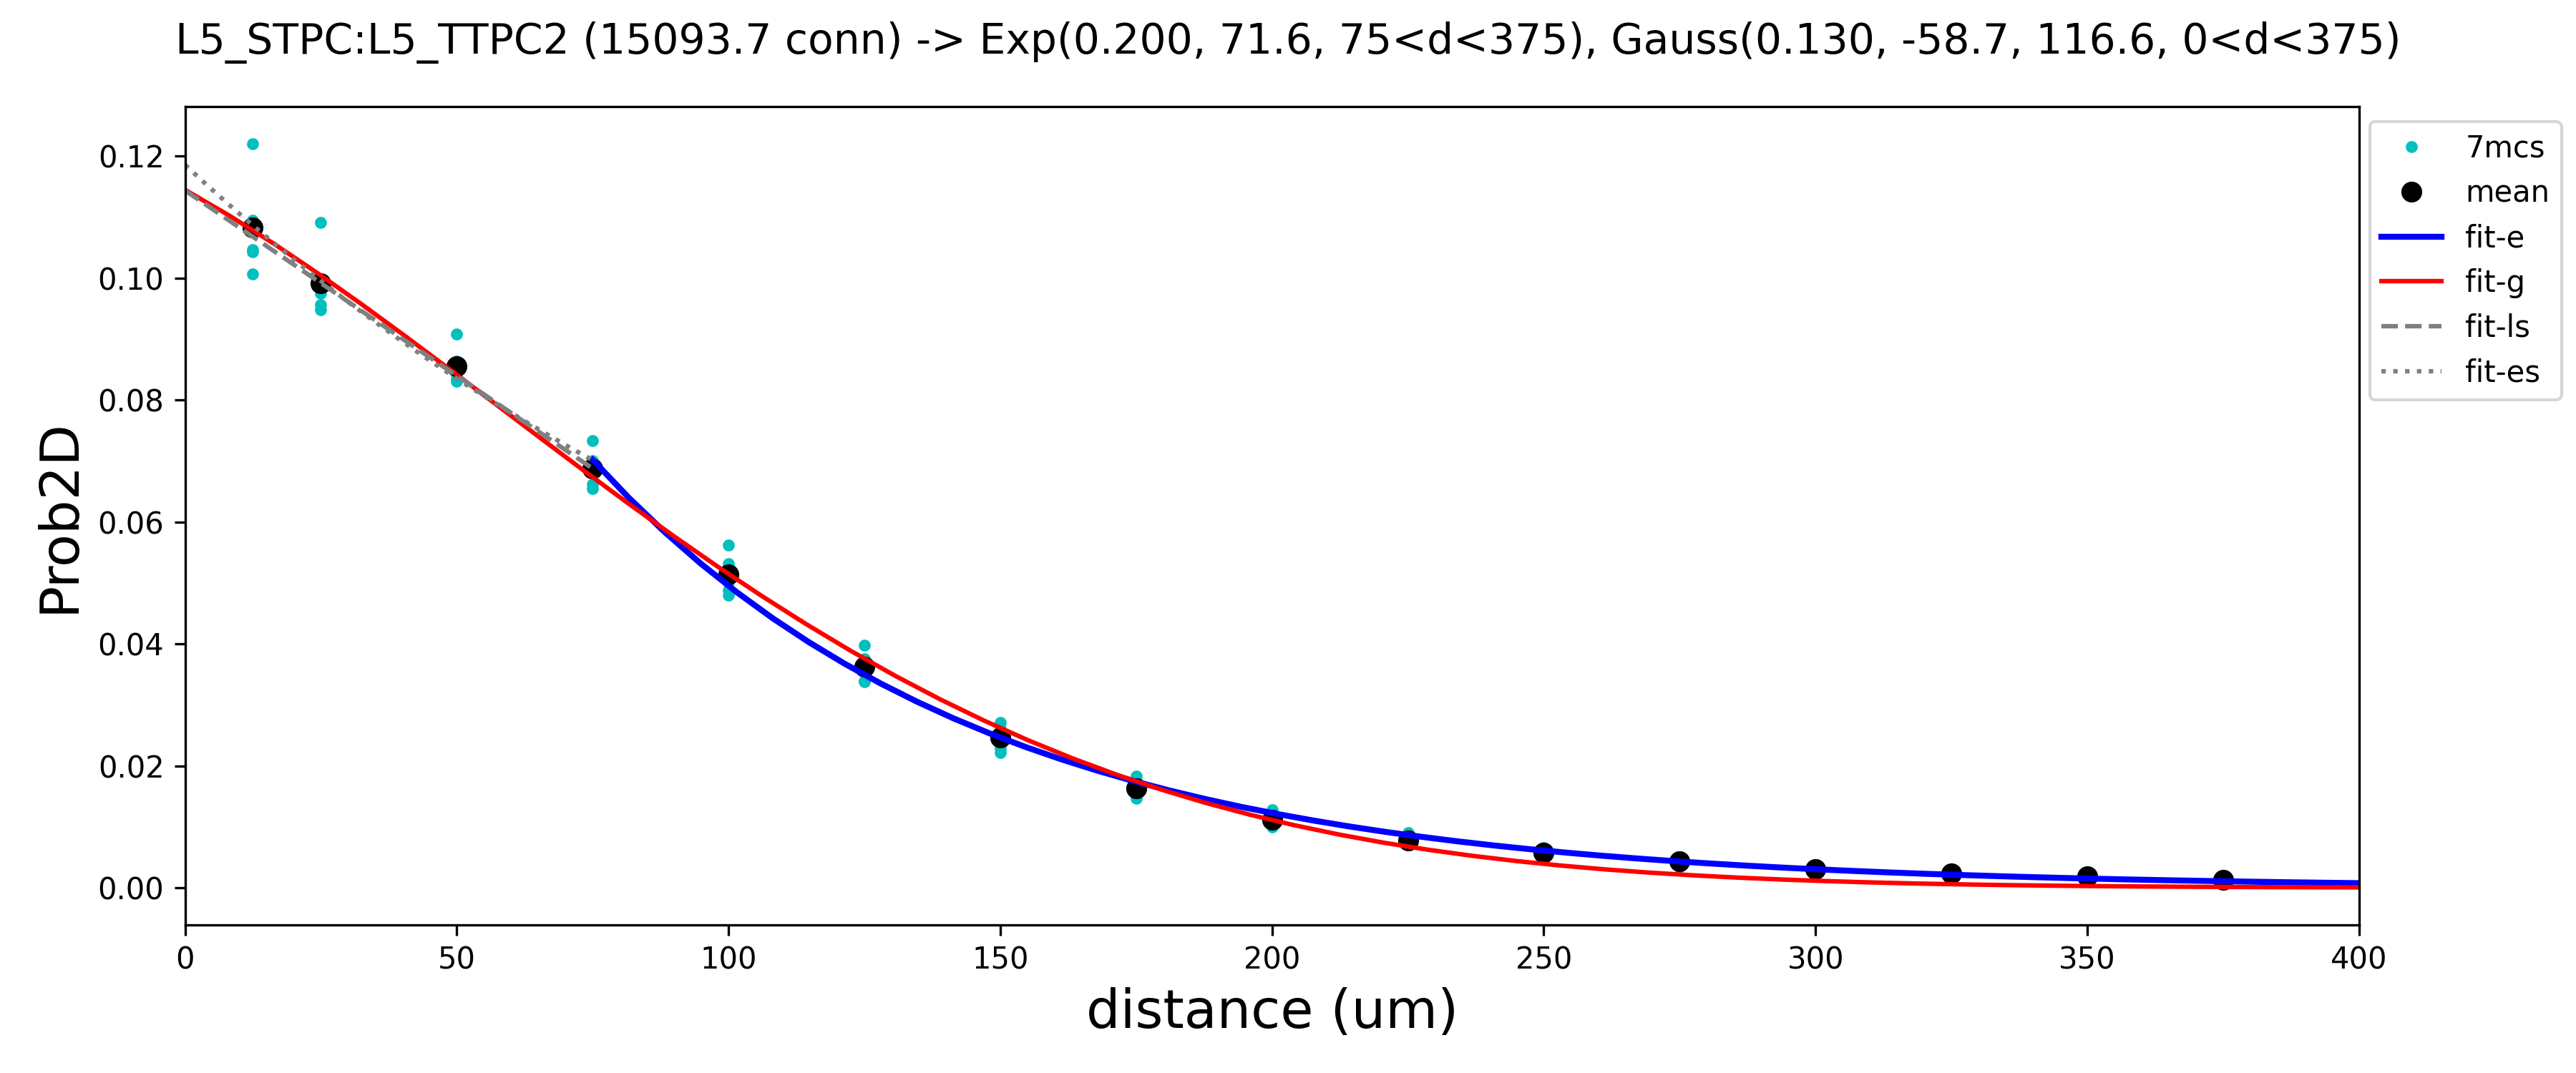 L5_STPC:L5_TTPC2 (15093.7 conn) -> Exp(0.200, 71.6, 75<d<375), Gauss(0.130, -58.7, 116.6, 0<d<375)
7mcs
mean
fit-e
fit-g
fit-ls
fit-es
Prob2D
0.12
0.10
0.08
0.06
0.04
0.02
0.00
0 50 100 150 200 250 300 350 400
distance (um)